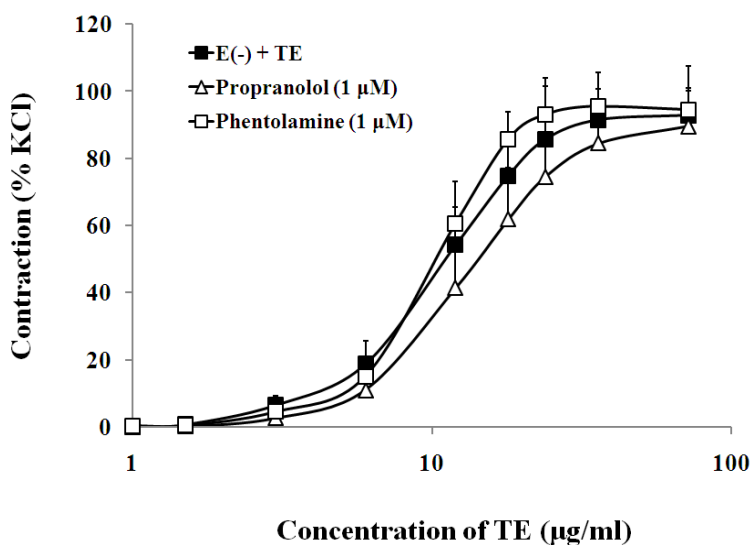 120
100
80
60
40
20
0
Contraction (% KCl)
E(-) + TE
Propranolol (1 µM)
Phentolamine (1 µM)
1
10
100
Concentration of TE (µg/ml)